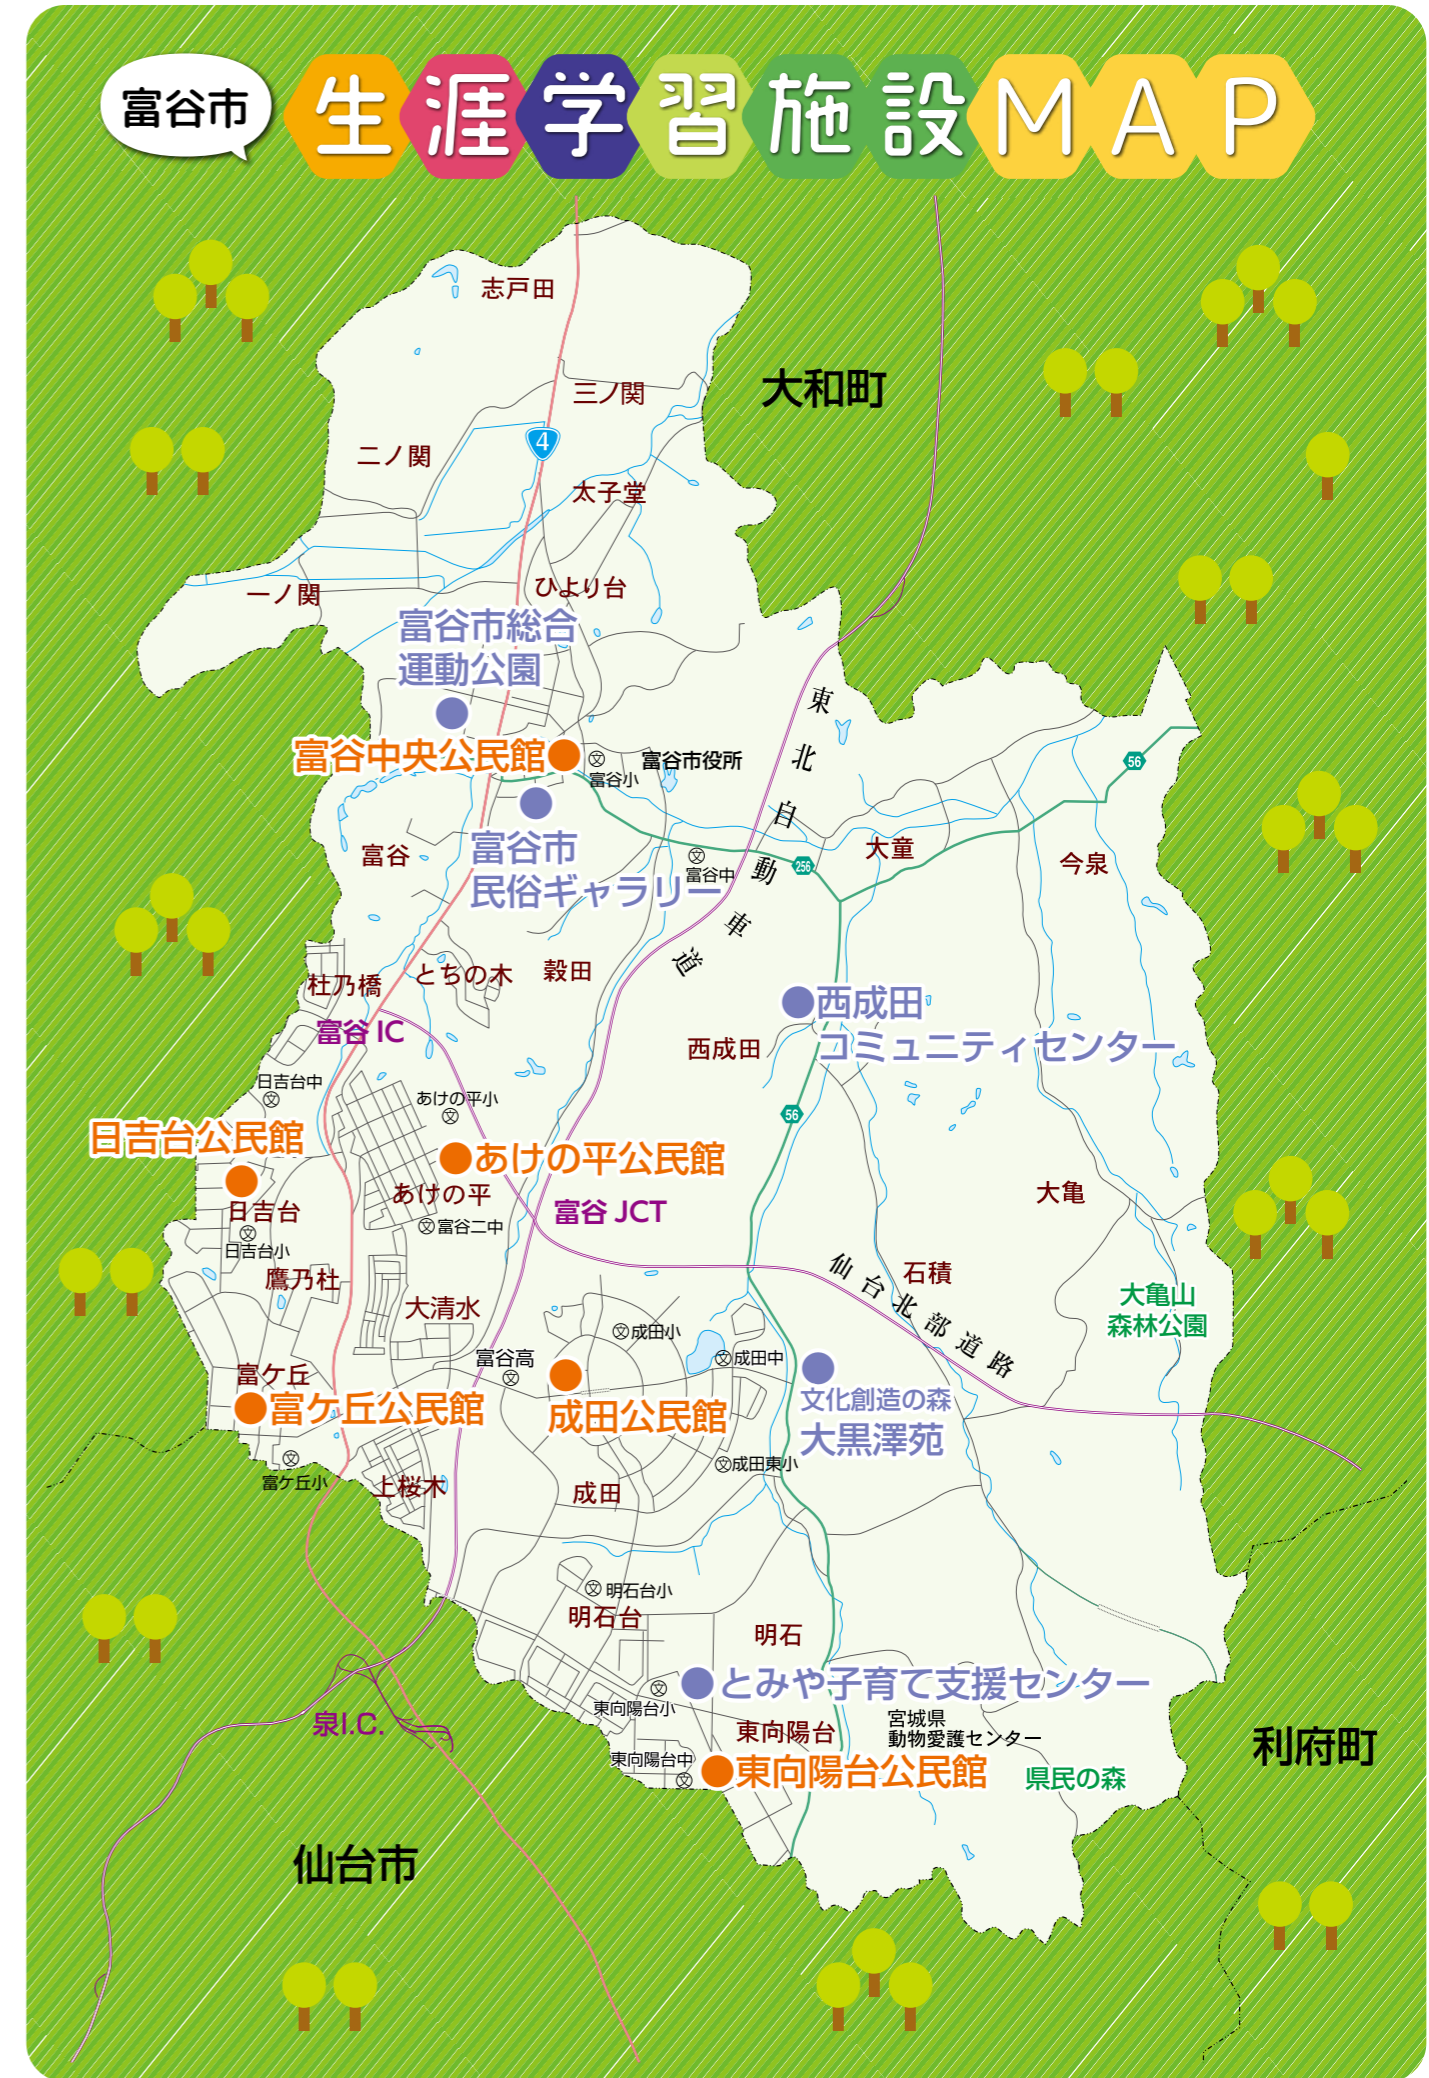 富谷市
生涯学習施設MAP
志戸田
大和町
三ノ関
4
二ノ関
太子堂
一ノ関
ひより台
富谷市総合
運動公園
東北自動車道
富谷中央公民館
富谷市役所
富谷小
56
富谷市
民俗ギャラリー
富谷
富谷中
256
大童
今泉
杜乃橋
とちの木
穀田
富谷 IC
西成田
コミュニティセンター
西成田
日吉台中
あけの平小
56
日吉台公民館
あけの平公民館
あけの平
大亀
日吉台
富谷 JCT
富谷二中
日吉台小
鷹乃杜
仙台北部道路
石積
大亀山
森林公園
大清水
成田小
富谷高
成田中
富ケ丘
富ケ丘公民館
成田公民館
文化創造の森
大黒澤苑
成田東小
富ケ丘小
上桜木
成田
明石台小
明石台
明石
とみや子育て支援センター
東向陽台小
泉I.C.
東向陽台
宮城県
動物愛護センター
東向陽台中
東向陽台公民館
県民の森
利府町
仙台市
文
文
文
文
文
文
文
文
文
文
文
文
文
文